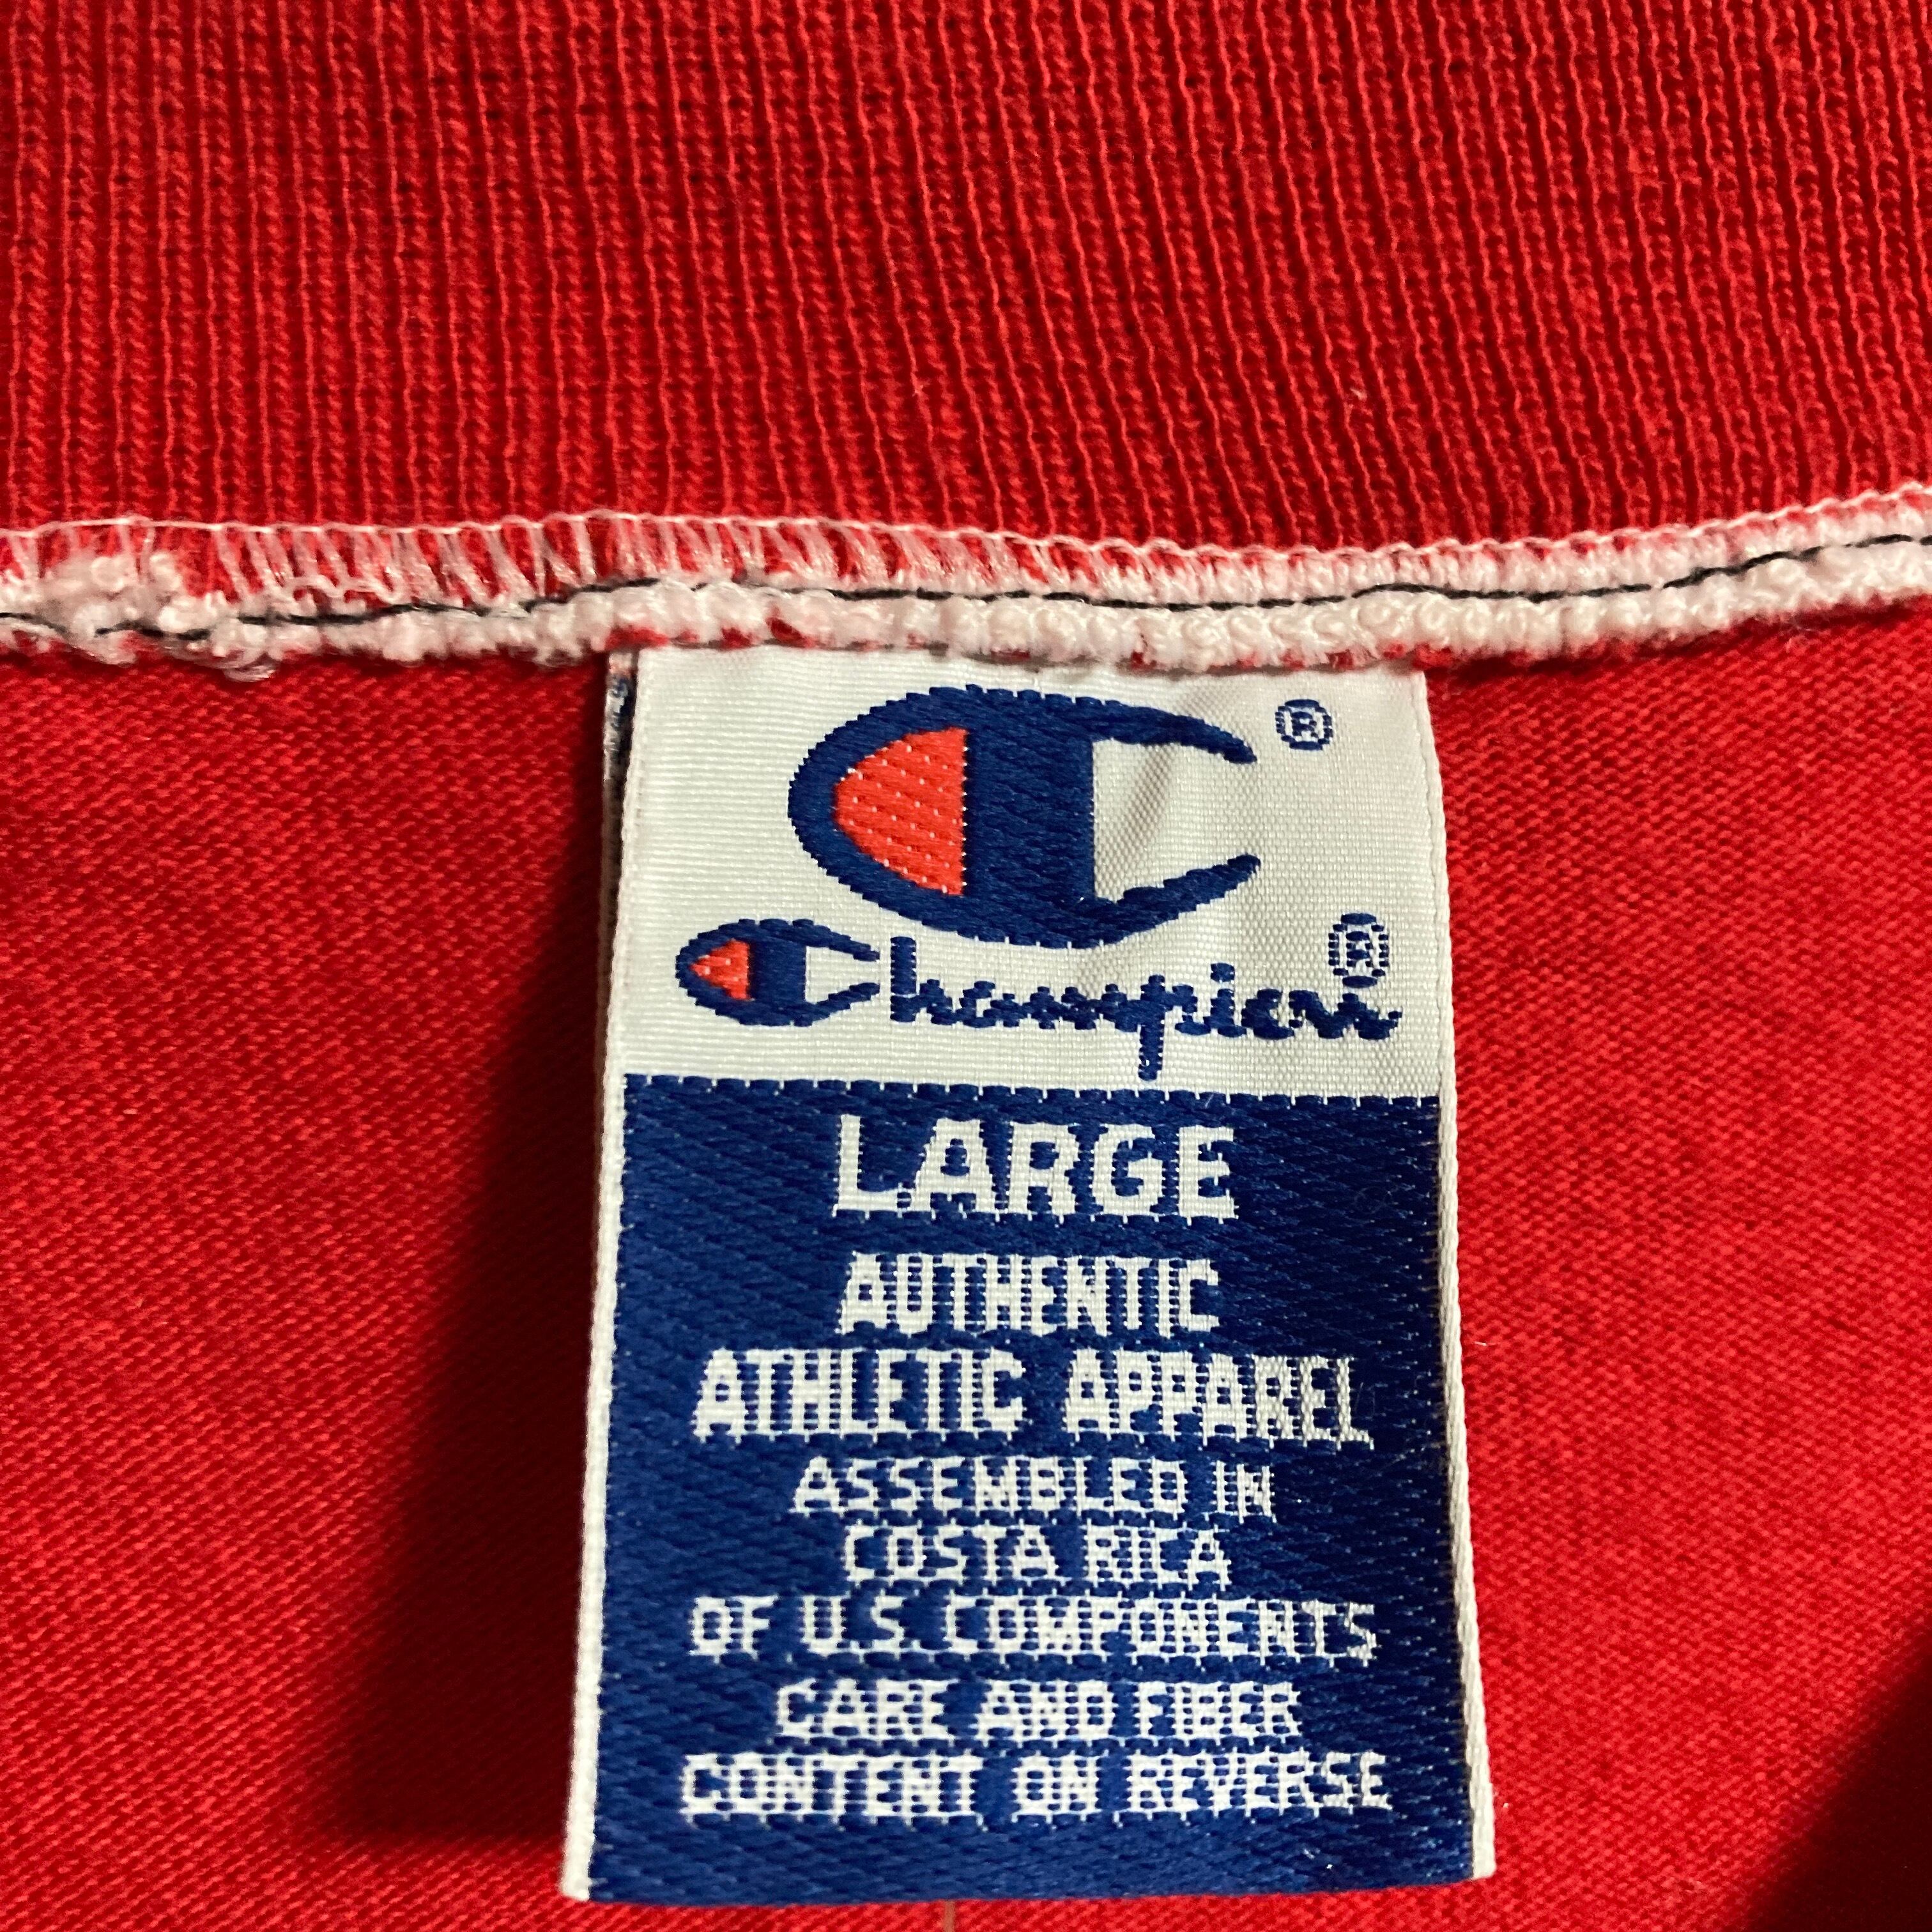 ®
Champion®
LARGE
AUTHENTIC
ATHLETIC APPAREL
ASSEMBLED IN
COSTA RICA
OF U.S. COMPONENTS
CARE AND FIBER
CONTENT ON REVERSE